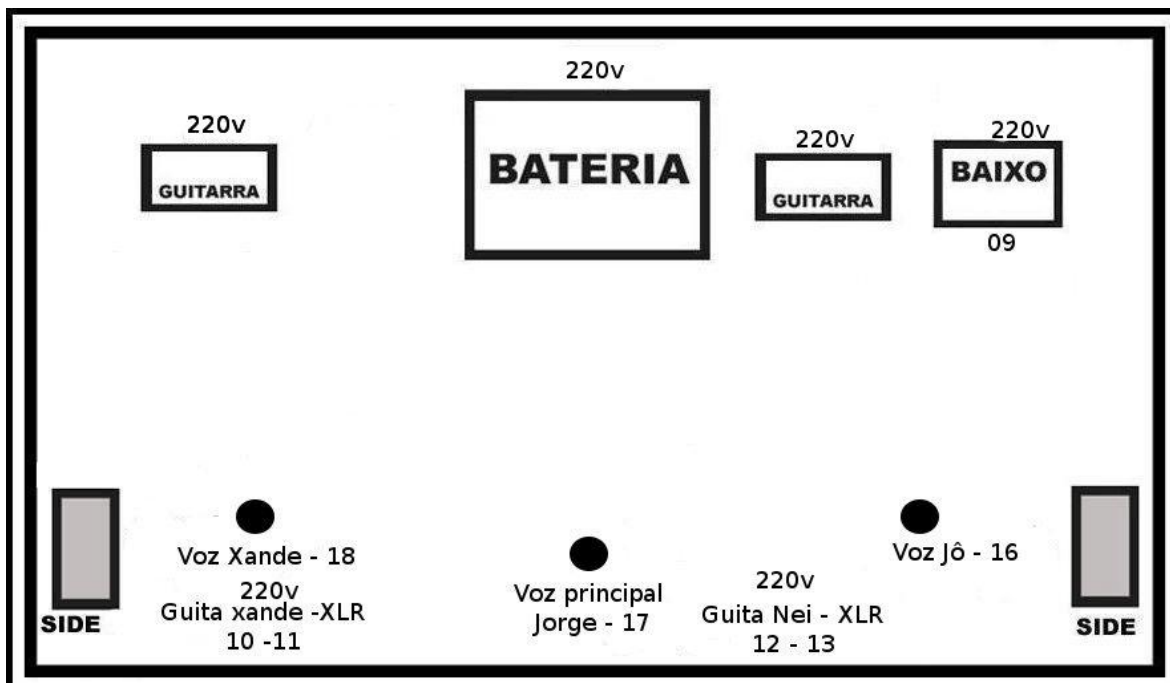 220v
BATERIA
220v
GUITARRA
220v
GUITARRA
220v
BAIXO
09
Voz Xande - 18
220v
Guita xande -XLR
10 -11
Voz principal
Jorge - 17
220v
Guita Nei - XLR
12 - 13
Voz Jô - 16
SIDE
SIDE